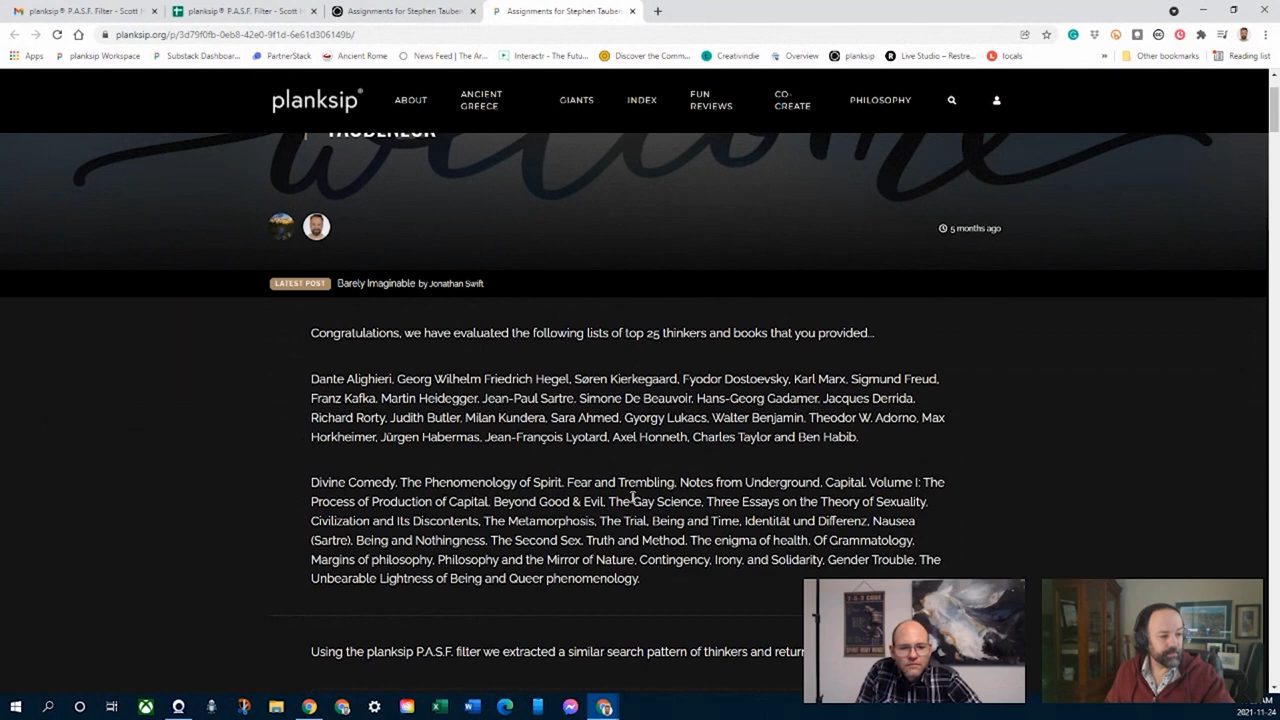 planksip® P.A.S.F. Filter - Scott H
planksip® P.A.S.F. Filter - Scott H
Assignments for Stephen Tauben
Assignments for Stephen Tauben
planksip.org/p/3d79f0fb-0eb8-42e0-9f1d-6e61d306149b/
Apps
planksip Workspace
Substack Dashboar...
PartnerStack
Ancient Rome
News Feed | The Ar...
Interactr - The Futu...
Discover the Comm...
Creativindie
Overview
planksip
Live Studio – Restre...
locals
Other bookmarks
Reading list
planksip®
ABOUT
ANCIENT GREECE
GIANTS
INDEX
FUN REVIEWS
CO-CREATE
PHILOSOPHY
TAUBENECK
welcome
5 months ago
LATEST POST Barely Imaginable by Jonathan Swift
Congratulations, we have evaluated the following lists of top 25 thinkers and books that you provided...
Dante Alighieri, Georg Wilhelm Friedrich Hegel, Søren Kierkegaard, Fyodor Dostoevsky, Karl Marx, Sigmund Freud,
Franz Kafka, Martin Heidegger, Jean-Paul Sartre, Simone De Beauvoir, Hans-Georg Gadamer, Jacques Derrida,
Richard Rorty, Judith Butler, Milan Kundera, Sara Ahmed, Gyorgy Lukacs, Walter Benjamin, Theodor W. Adorno, Max
Horkheimer, Jürgen Habermas, Jean-François Lyotard, Axel Honneth, Charles Taylor and Ben Habib.
Divine Comedy, The Phenomenology of Spirit, Fear and Trembling, Notes from Underground, Capital, Volume I: The
Process of Production of Capital, Beyond Good & Evil, The Gay Science, Three Essays on the Theory of Sexuality,
Civilization and Its Discontents, The Metamorphosis, The Trial, Being and Time, Identität und Differenz, Nausea
(Sartre), Being and Nothingness, The Second Sex, Truth and Method, The enigma of health, Of Grammatology,
Margins of philosophy, Philosophy and the Mirror of Nature, Contingency, Irony, and Solidarity, Gender Trouble, The
Unbearable Lightness of Being and Queer phenomenology.
Using the planksip P.A.S.F. filter we extracted a similar search pattern of thinkers and retur
AM
2021-11-24